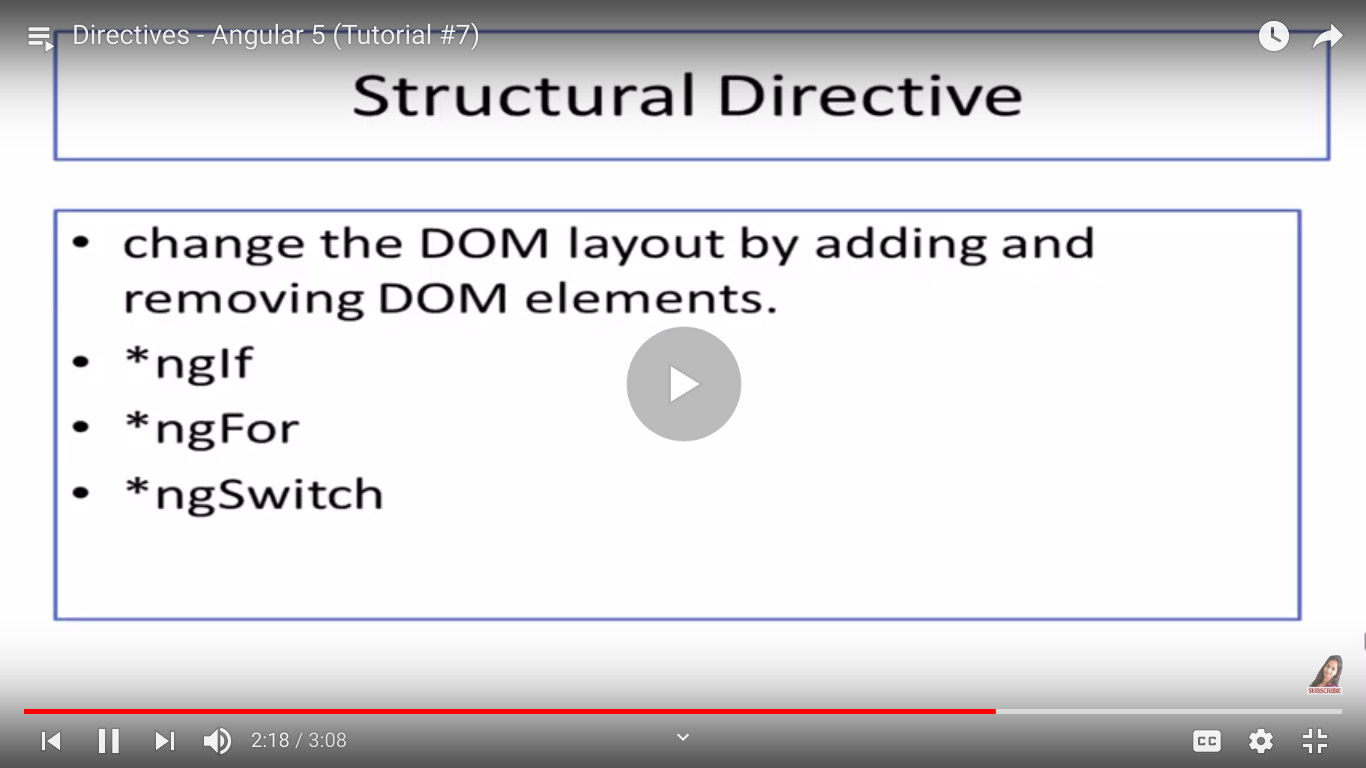 Directives - Angular 5 (Tutorial #7)
Structural Directive
• change the DOM layout by adding and
removing DOM elements.
• *ngIf
• *ngFor
• *ngSwitch
SUBSCRIBE
2:18 / 3:08
CC